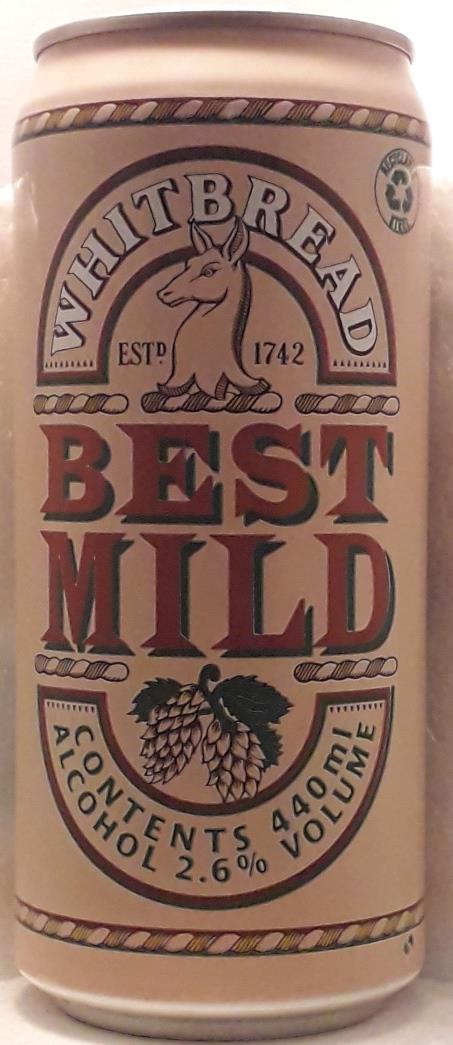 WHITBREAD
ESTD. 1742
BEST
MILD
CONTENTS 440ml
ALCOHOL 2.6% VOLUME